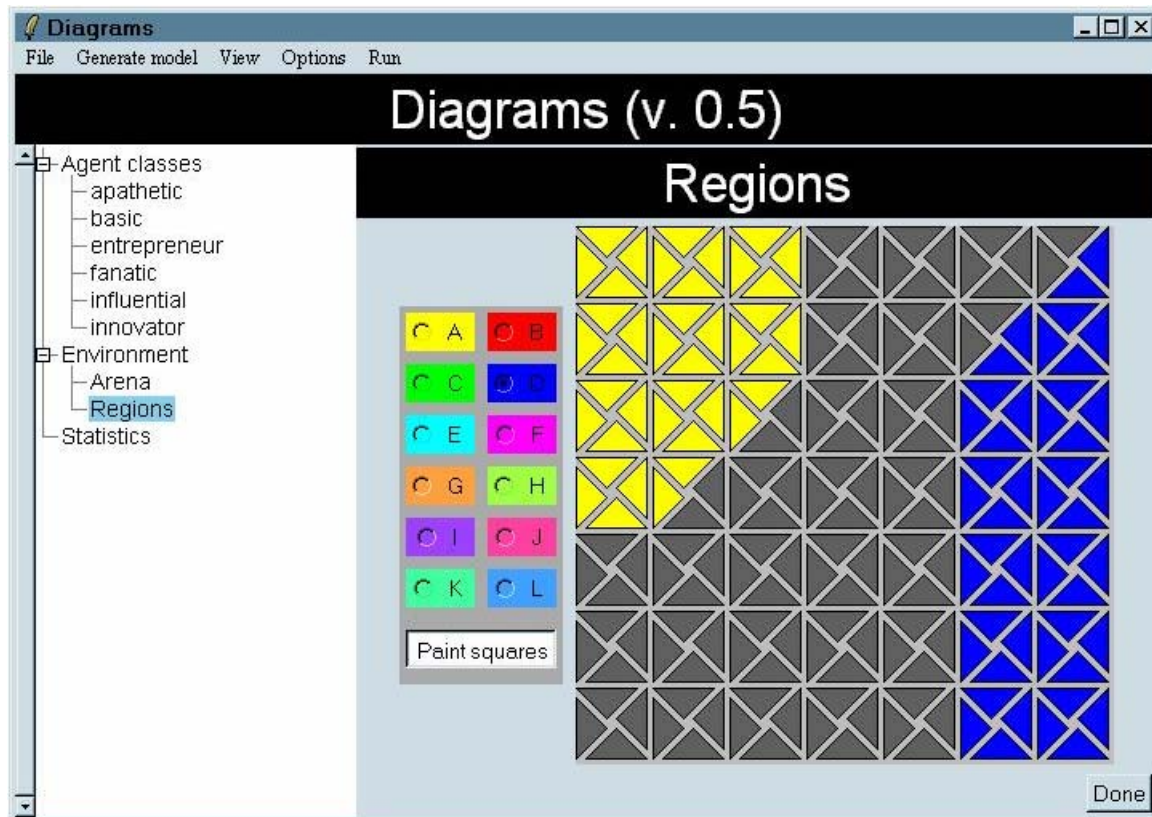 Diagrams
File Generate model View Options Run
Diagrams (v. 0.5)
Regions
Agent classes
apathetic
basic
entrepreneur
fanatic
influential
innovator
Environment
Arena
Regions
Statistics
A B
C D
E F
G H
I J
K L
Paint squares
Done